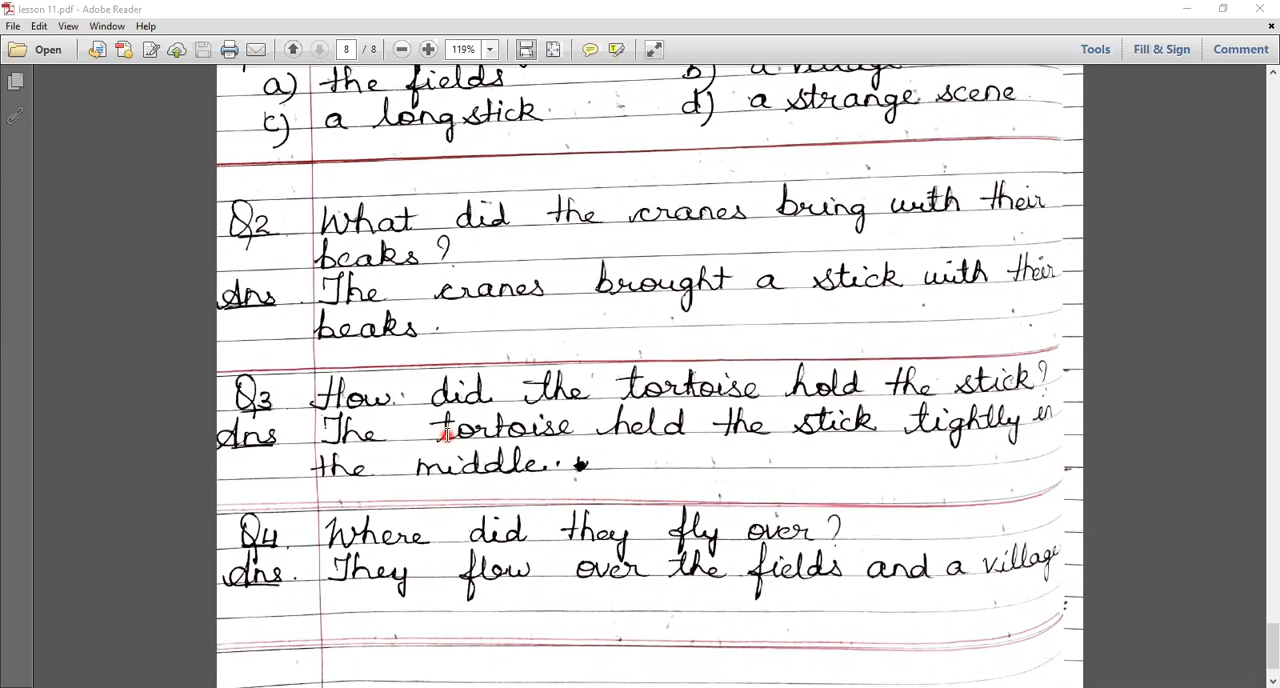 lesson 11.pdf - Adobe Reader
File Edit View Window Help
Open 8 / 8 119% Tools Fill & Sign Comment
a) the fields b) a village
c) a long stick d) a strange scene
Q2 What did the cranes bring with their
beaks?
Ans The cranes brought a stick with their
beaks.
Q3 How did the tortoise hold the stick?
Ans The tortoise held the stick tightly in
the middle.
Q4. Where did they fly over?
Ans. They flow over the fields and a village